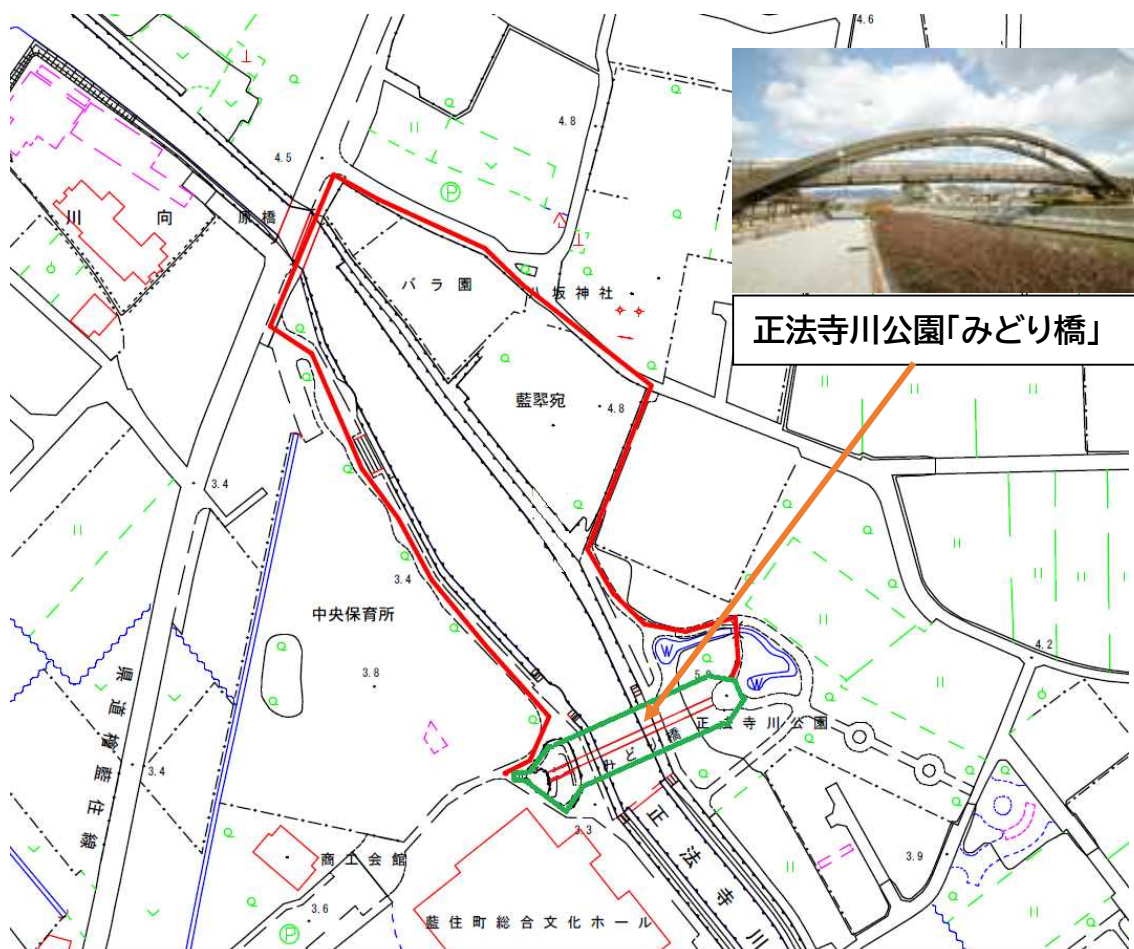 4.6
4.8
4.5
P
川向
原橋
バラ園
八坂神社
正法寺川公園「みどり橋」
藍翠苑
4.8
3.4
3.4
中央保育所
4.2
3.8
W
W
5.0
正法寺川公園
みどり橋
3.4
県道檜藍住線
3.3
正法寺川
3.9
商工会館
3.6
P
藍住町総合文化ホール